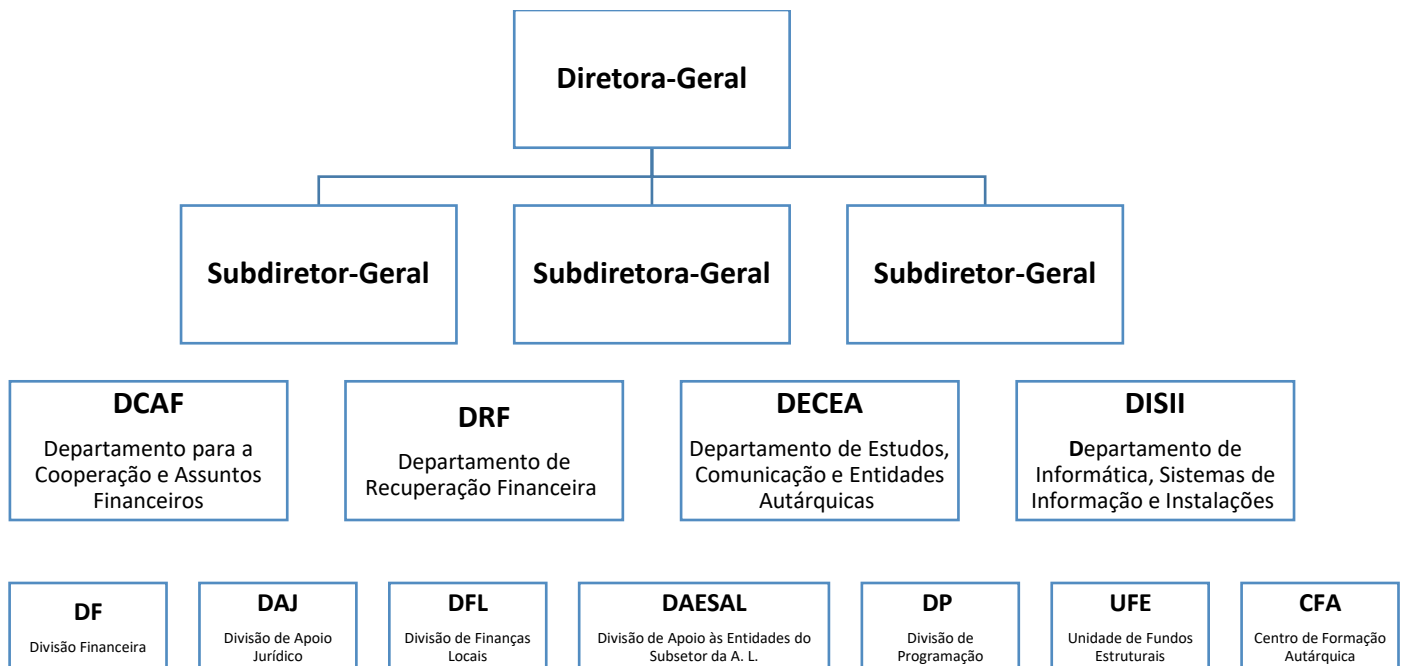 Diretora-Geral
Subdiretor-Geral
Subdiretora-Geral
Subdiretor-Geral
DCAF
Departamento para a
Cooperação e Assuntos
Financeiros
DRF
Departamento de
Recuperação Financeira
DECEA
Departamento de Estudos,
Comunicação e Entidades
Autárquicas
DISII
Departamento de
Informática, Sistemas de
Informação e Instalações
DF
Divisão Financeira
DAJ
Divisão de Apoio
Jurídico
DFL
Divisão de Finanças
Locais
DAESAL
Divisão de Apoio às Entidades do
Subsetor da A. L.
DP
Divisão de
Programação
UFE
Unidade de Fundos
Estruturais
CFA
Centro de Formação
Autárquica